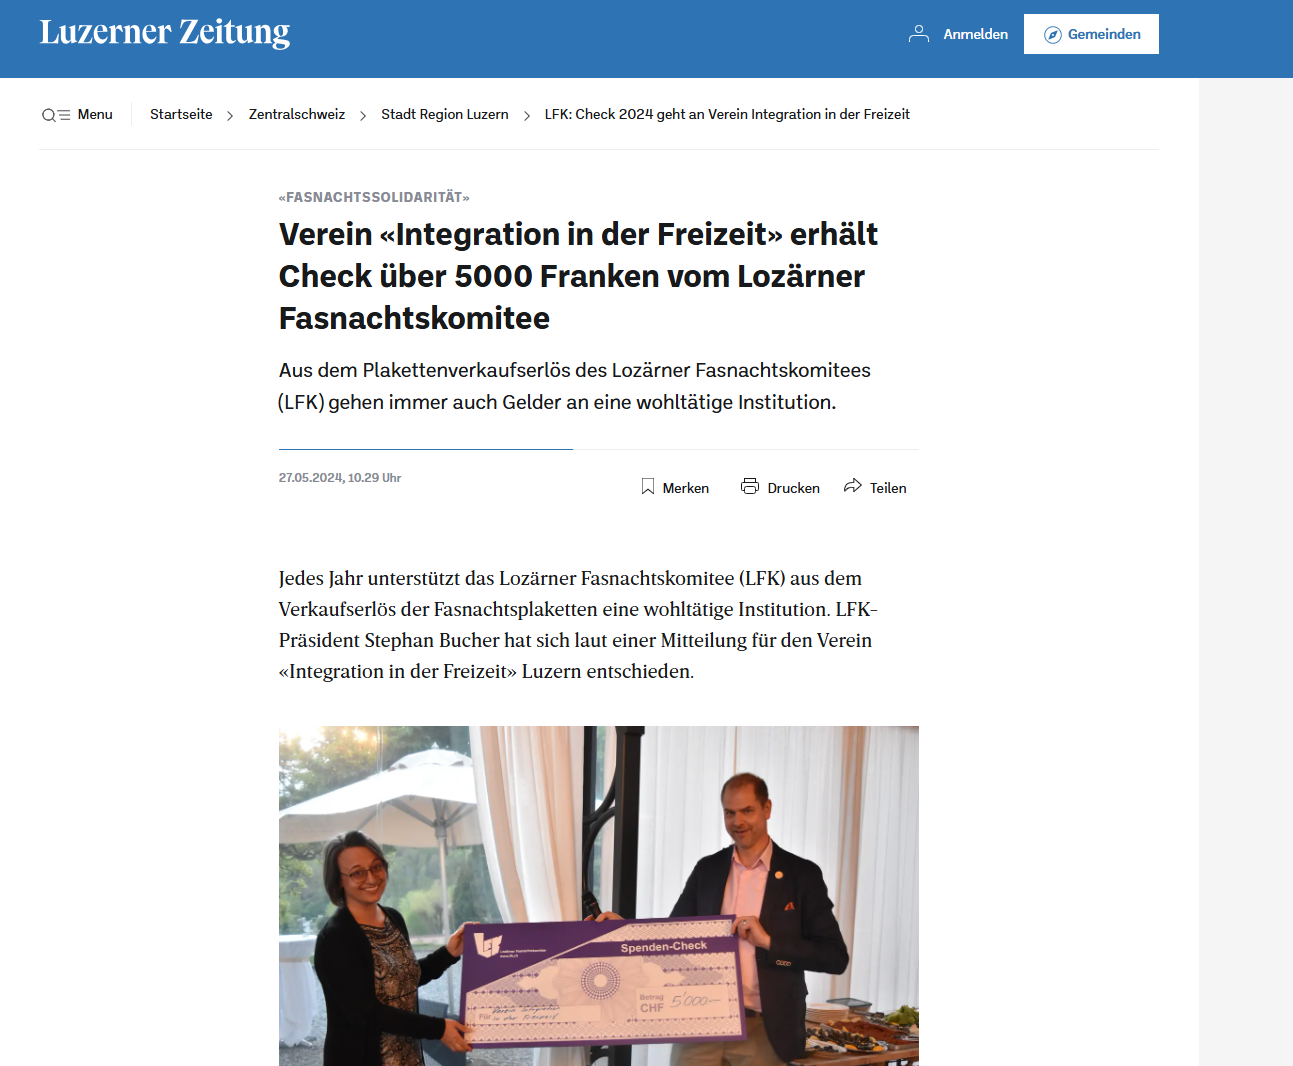 Luzerner Zeitung
Anmelden
Gemeinden
Menu
Startseite
Zentralschweiz
Stadt Region Luzern
LFK: Check 2024 geht an Verein Integration in der Freizeit
«FASNACHTSSOLIDARITÄT»
Verein «Integration in der Freizeit» erhält
Check über 5000 Franken vom Lozärner
Fasnachtskomitee
Aus dem Plakettenverkaufserlös des Lozärner Fasnachtskomitees
(LFK) gehen immer auch Gelder an eine wohltätige Institution.
27.05.2024, 10.29 Uhr
Merken
Drucken
Teilen
Jedes Jahr unterstützt das Lozärner Fasnachtskomitee (LFK) aus dem
Verkaufserlös der Fasnachtsplaketten eine wohltätige Institution. LFK-
Präsident Stephan Bucher hat sich laut einer Mitteilung für den Verein
«Integration in der Freizeit» Luzern entschieden.
Spenden-Check
Betrag
CHF 5'000.—
Für Verein Integration
in der Freizeit